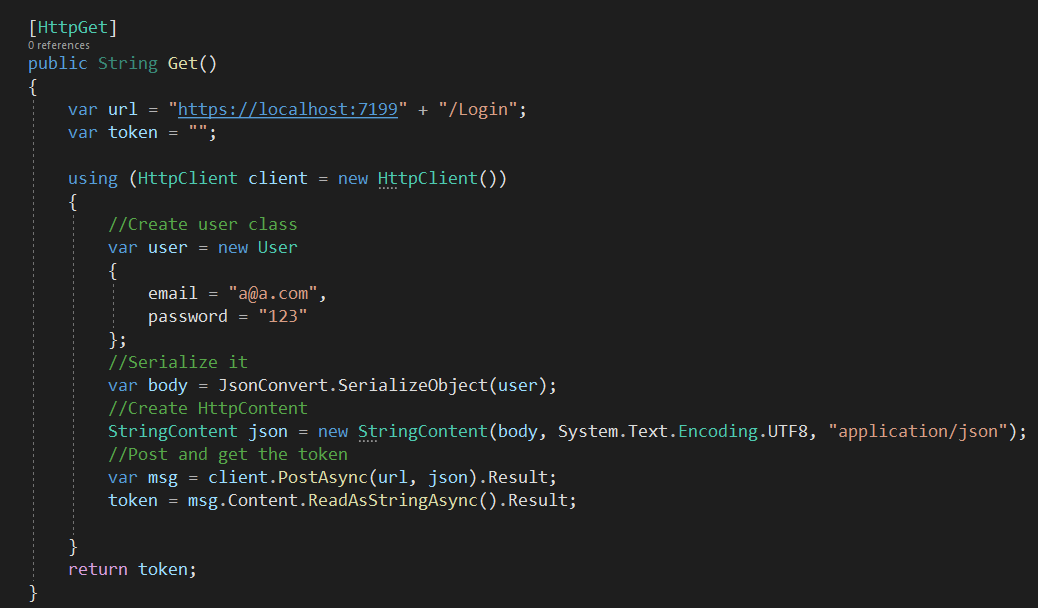 [HttpGet]
0 references
public String Get()
{
var url = "https://localhost:7199" + "/Login";
var token = "";
using (HttpClient client = new HttpClient())
{
//Create user class
var user = new User
{
email = "a@a.com",
password = "123"
};
//Serialize it
var body = JsonConvert.SerializeObject(user);
//Create HttpContent
StringContent json = new StringContent(body, System.Text.Encoding.UTF8, "application/json");
//Post and get the token
var msg = client.PostAsync(url, json).Result;
token = msg.Content.ReadAsStringAsync().Result;
}
return token;
}